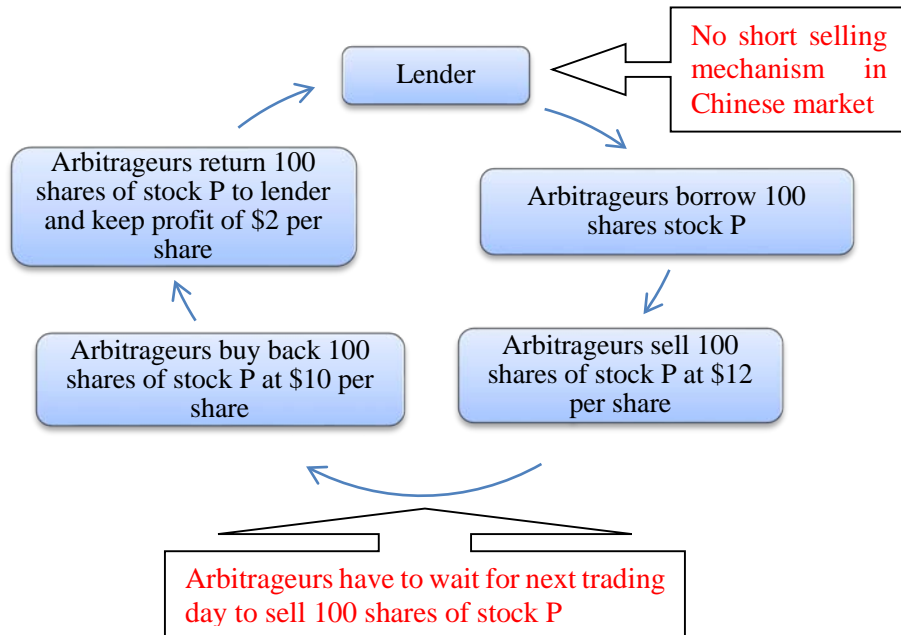 No short selling
mechanism in
Chinese market
Lender
Arbitrageurs return 100
shares of stock P to lender
and keep profit of $2 per
share
Arbitrageurs borrow 100
shares stock P
Arbitrageurs buy back 100
shares of stock P at $10 per
share
Arbitrageurs sell 100
shares of stock P at $12
per share
Arbitrageurs have to wait for next trading
day to sell 100 shares of stock P